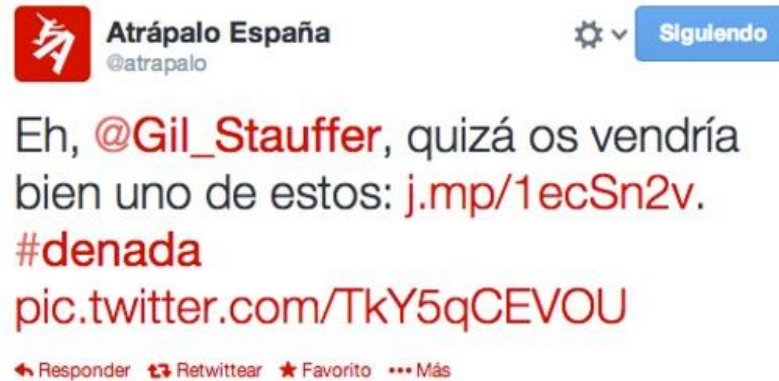 Atrápalo España
@atrapalo
Siguiendo
Eh, @Gil_Stauffer, quizá os vendría
bien uno de estos: j.mp/1ecSn2v.
#denada
pic.twitter.com/TkY5qCEVOU
Responder Retwittear Favorito Más